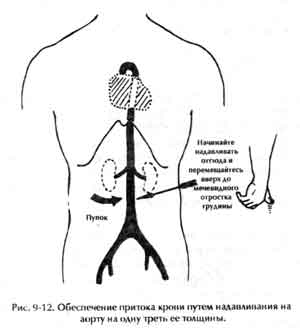 Начинайте
надавливать
отсюда и
перемещайтесь
вверх до
мечевидного
отростка
грудины
Пупок
Рис. 9-12. Обеспечение притока крови путем надавливания на
аорту на одну треть ее толщины.